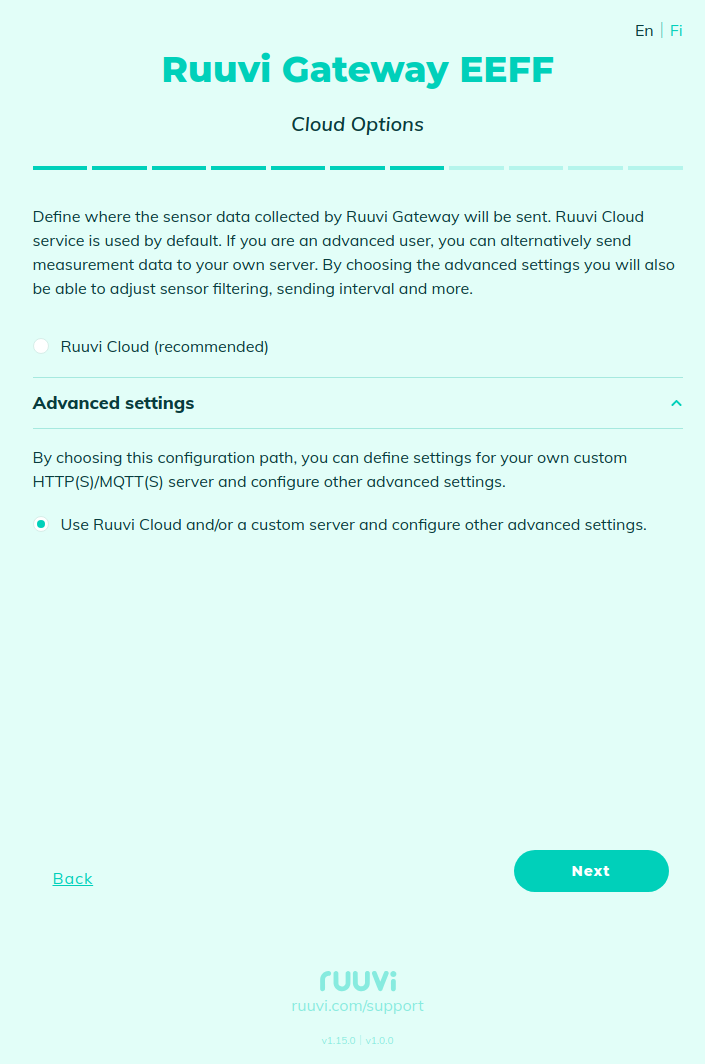 En | Fi
Ruuvi Gateway EEFF
Cloud Options
Define where the sensor data collected by Ruuvi Gateway will be sent. Ruuvi Cloud
service is used by default. If you are an advanced user, you can alternatively send
measurement data to your own server. By choosing the advanced settings you will also
be able to adjust sensor filtering, sending interval and more.
Ruuvi Cloud (recommended)
Advanced settings
By choosing this configuration path, you can define settings for your own custom
HTTP(S)/MQTT(S) server and configure other advanced settings.
Use Ruuvi Cloud and/or a custom server and configure other advanced settings.
Back
Next
ruuvi
ruuvi.com/support
v1.15.0 | v1.0.0